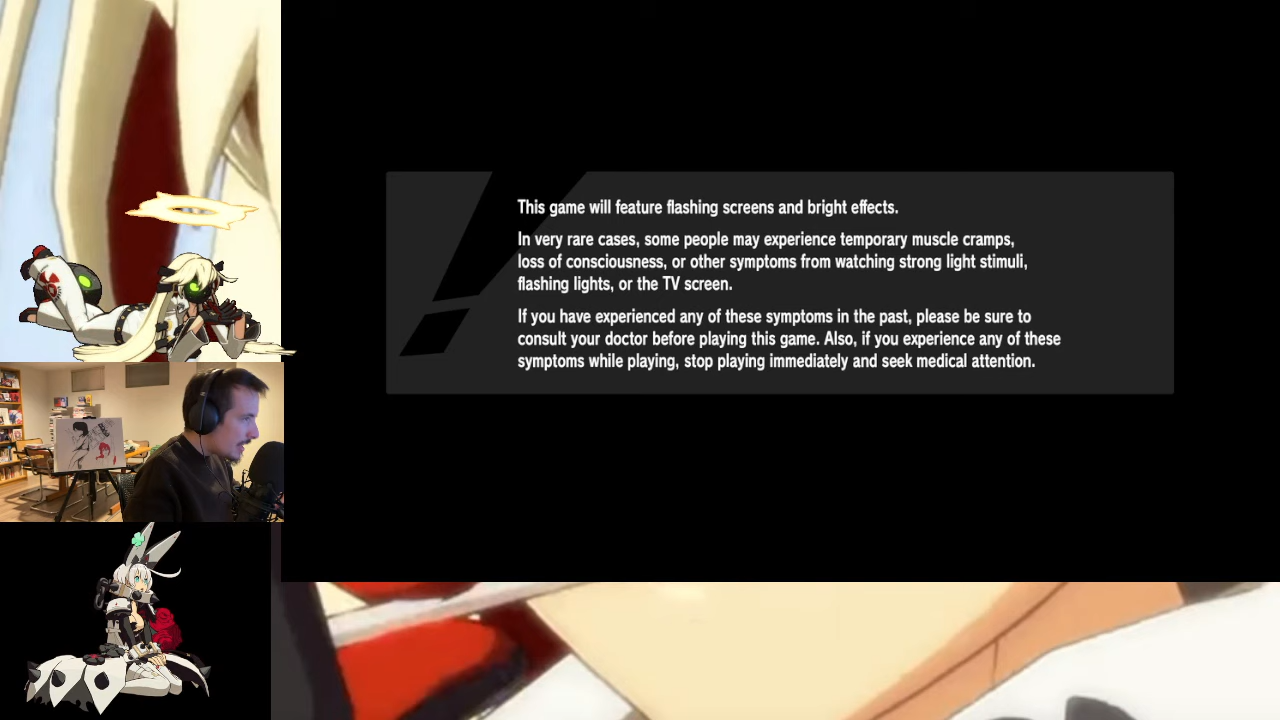 This game will feature flashing screens and bright effects.
In very rare cases, some people may experience temporary muscle cramps,
loss of consciousness, or other symptoms from watching strong light stimuli,
flashing lights, or the TV screen.
If you have experienced any of these symptoms in the past, please be sure to
consult your doctor before playing this game. Also, if you experience any of these
symptoms while playing, stop playing immediately and seek medical attention.